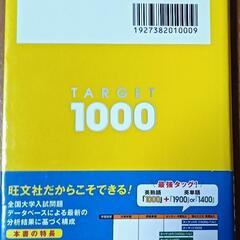 1927382010009
TARGET
1000
旺文社だからこそできる!
全国大学入試問題
データベースによる最新の
分析結果に基づく構成
本書の特長
最強タッグ!
英熟語 英単語
「1000」+「1900」or「1400」